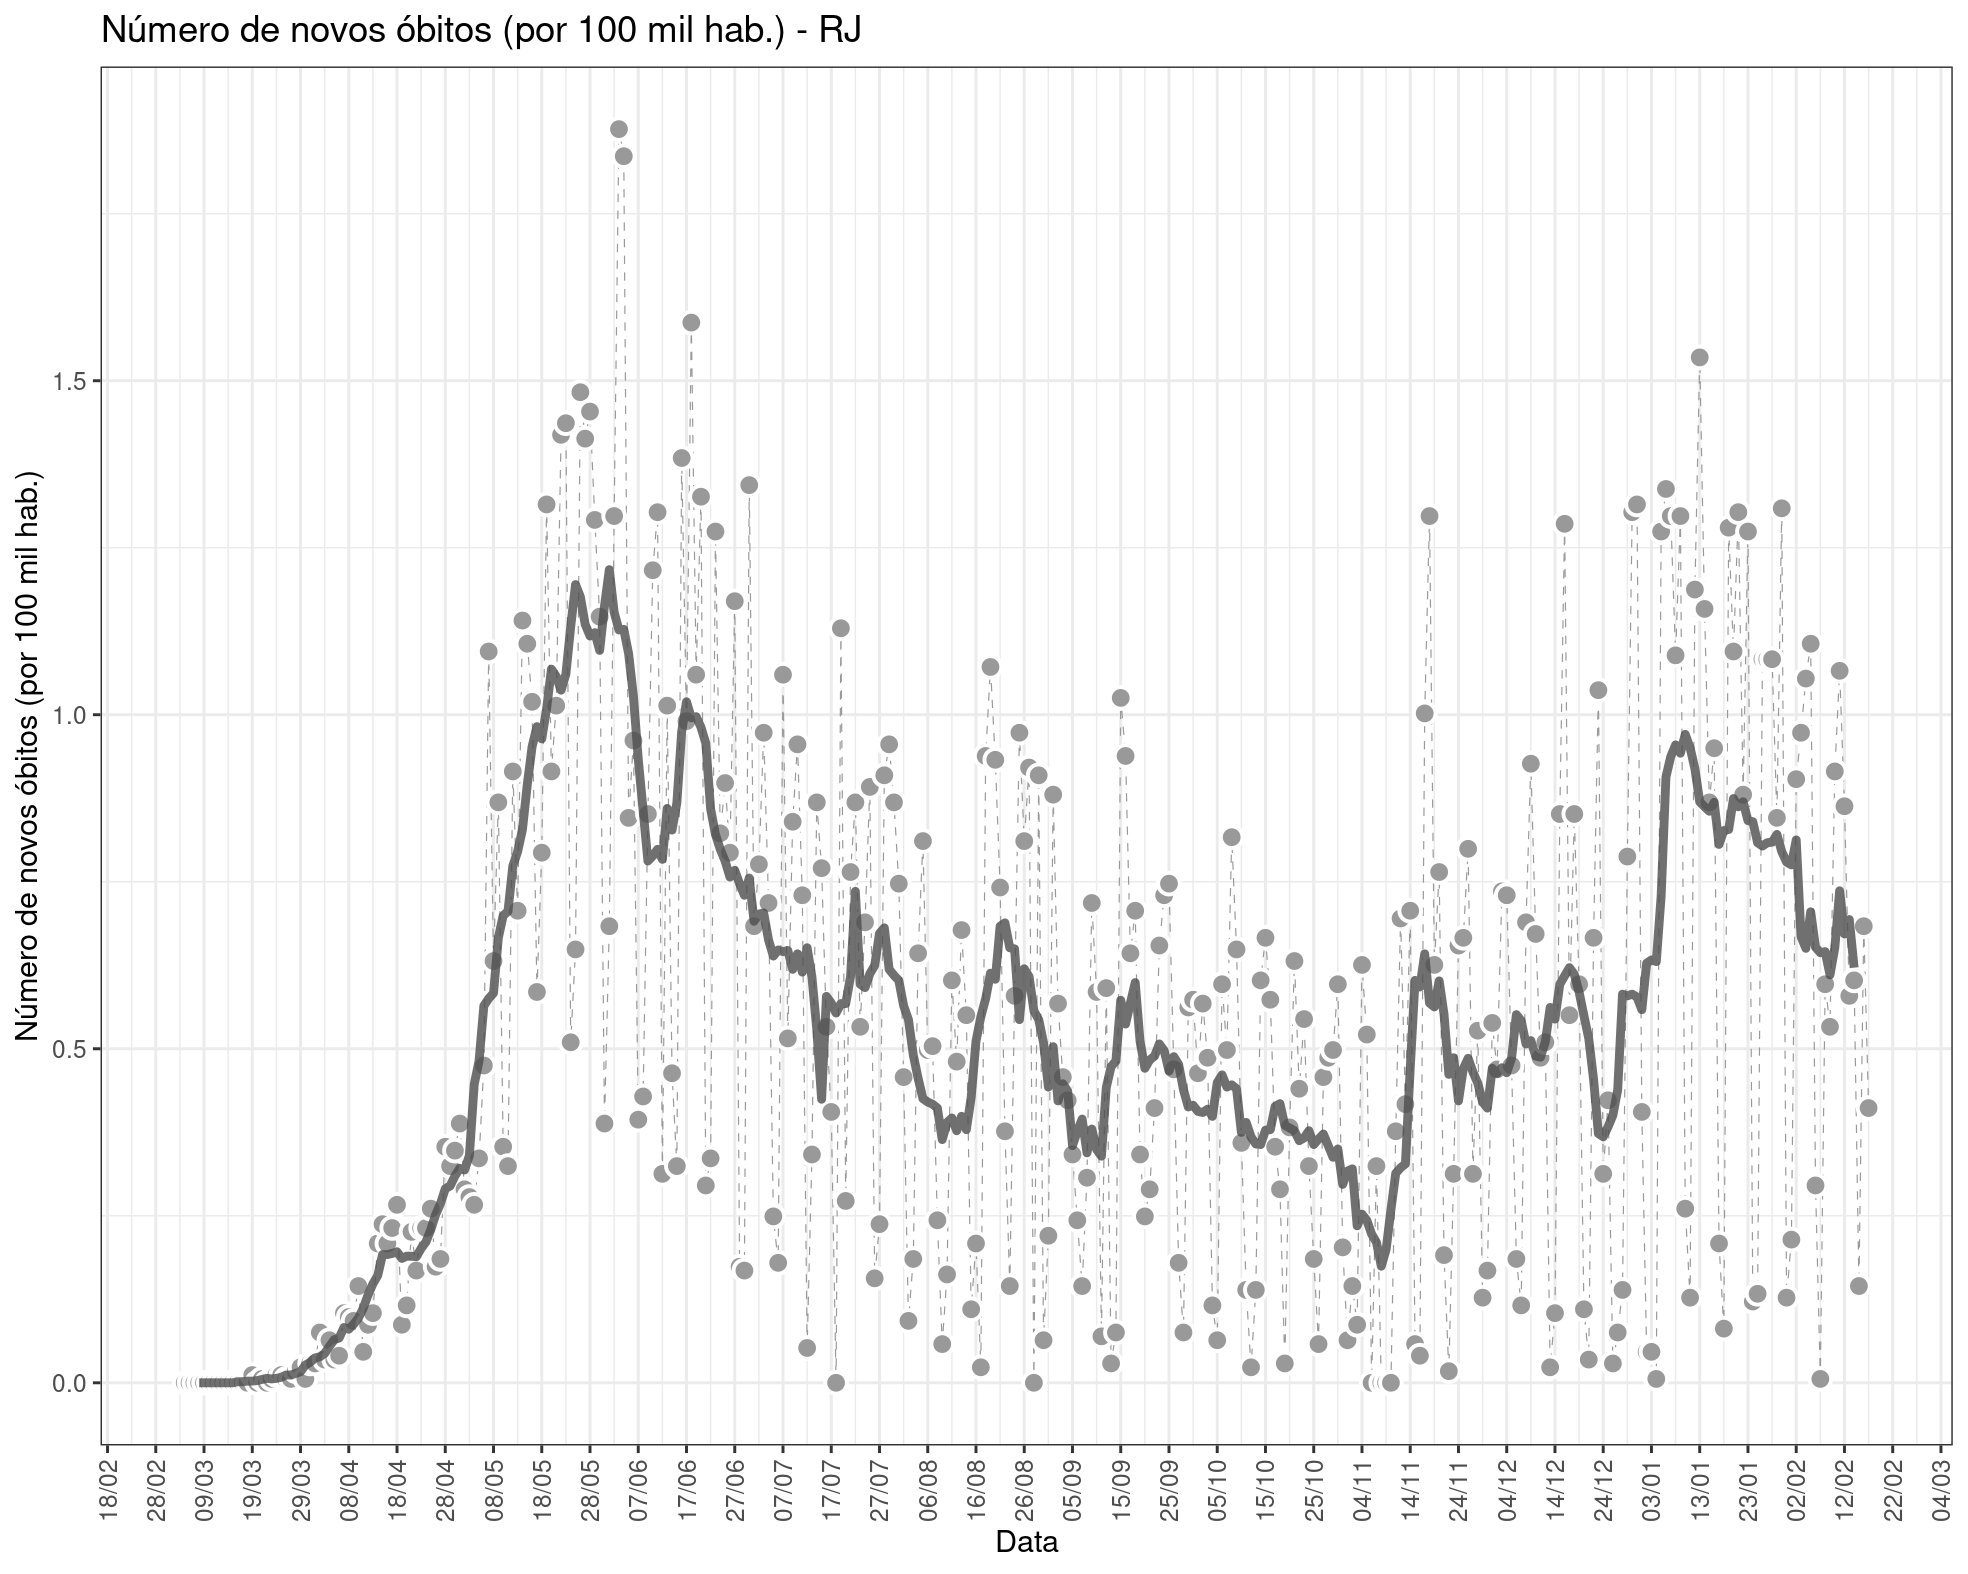 Número de novos óbitos (por 100 mil hab.) - RJ
Número de novos óbitos (por 100 mil hab.)
1.5
1.0
0.5
0.0
18/02 28/02 09/03 19/03 29/03 08/04 18/04 28/04 08/05 18/05 28/05 07/06 17/06 27/06 07/07 17/07 27/07 06/08 16/08 26/08 05/09 15/09 25/09 05/10 15/10 25/10 04/11 14/11 24/11 04/12 14/12 24/12 03/01 13/01 23/01 02/02 12/02 22/02 04/03
Data